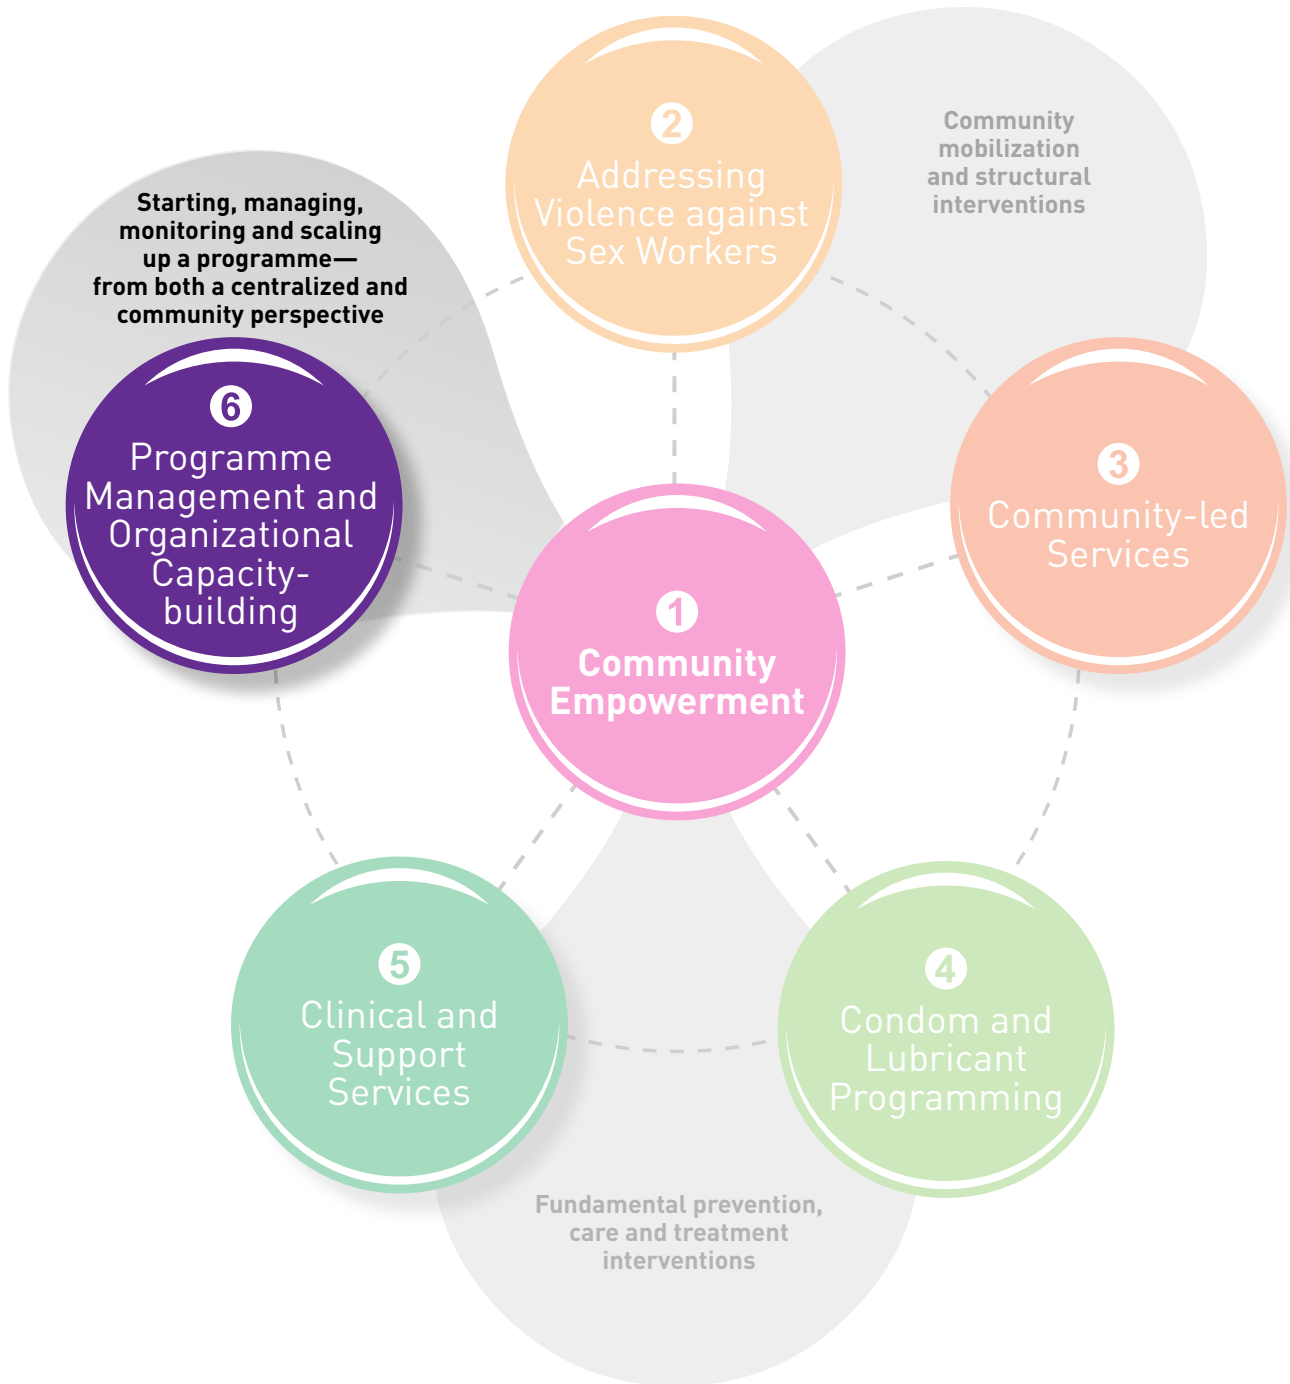 2
Addressing
Violence against
Sex Workers
Community
mobilization
and structural
interventions
Starting, managing,
monitoring and scaling
up a programme—
from both a centralized and
community perspective
6
Programme
Management and
Organizational
Capacity-
building
3
Community-led
Services
1
Community
Empowerment
5
Clinical and
Support
Services
4
Condom and
Lubricant
Programming
Fundamental prevention,
care and treatment
interventions